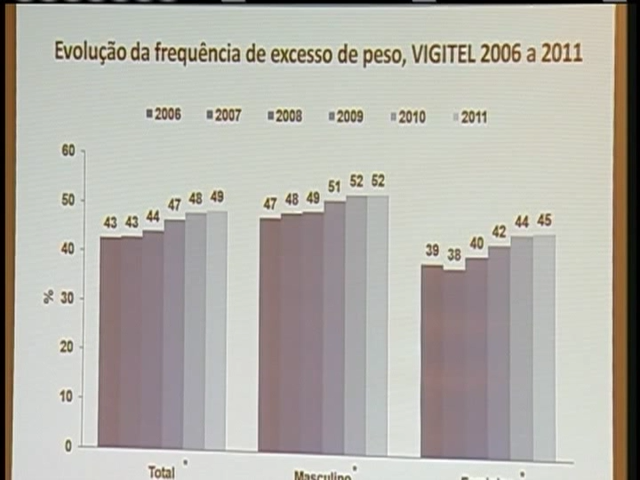 Evolução da frequência de excesso de peso, VIGITEL 2006 a 2011
■2006 ■2007 ■2008 ■2009 ■2010 ■2011
60
50
40
30
20
10
0
%
43 43 44 47 48 49
47 48 49 51 52 52
39 38 40 42 44 45
Total * Masculino* *